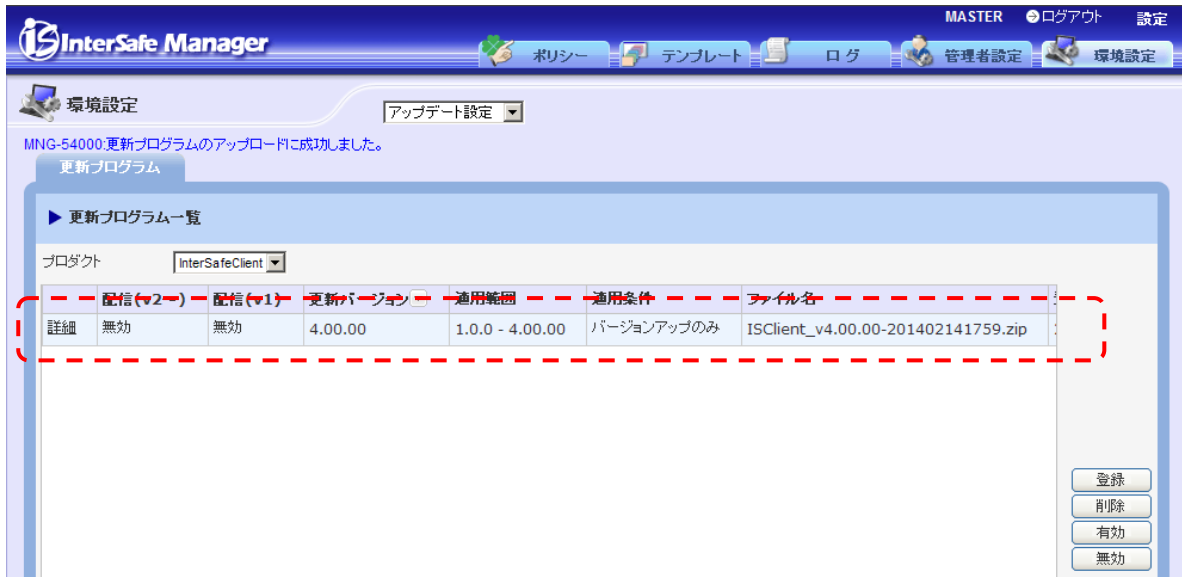 MASTER ログアウト 設定
InterSafe Manager
ポリシー テンプレート ログ 管理者設定 環境設定
環境設定 アップデート設定
MNG-54000:更新プログラムのアップロードに成功しました。
更新プログラム
更新プログラム一覧
プロダクト InterSafeClient
配信(v2~) 配信(v1) 更新バージョン 適用範囲 適用条件 ファイル名
詳細 無効 無効 4.00.00 1.0.0 - 4.00.00 バージョンアップのみ ISClient_v4.00.00-201402141759.zip
登録
削除
有効
無効